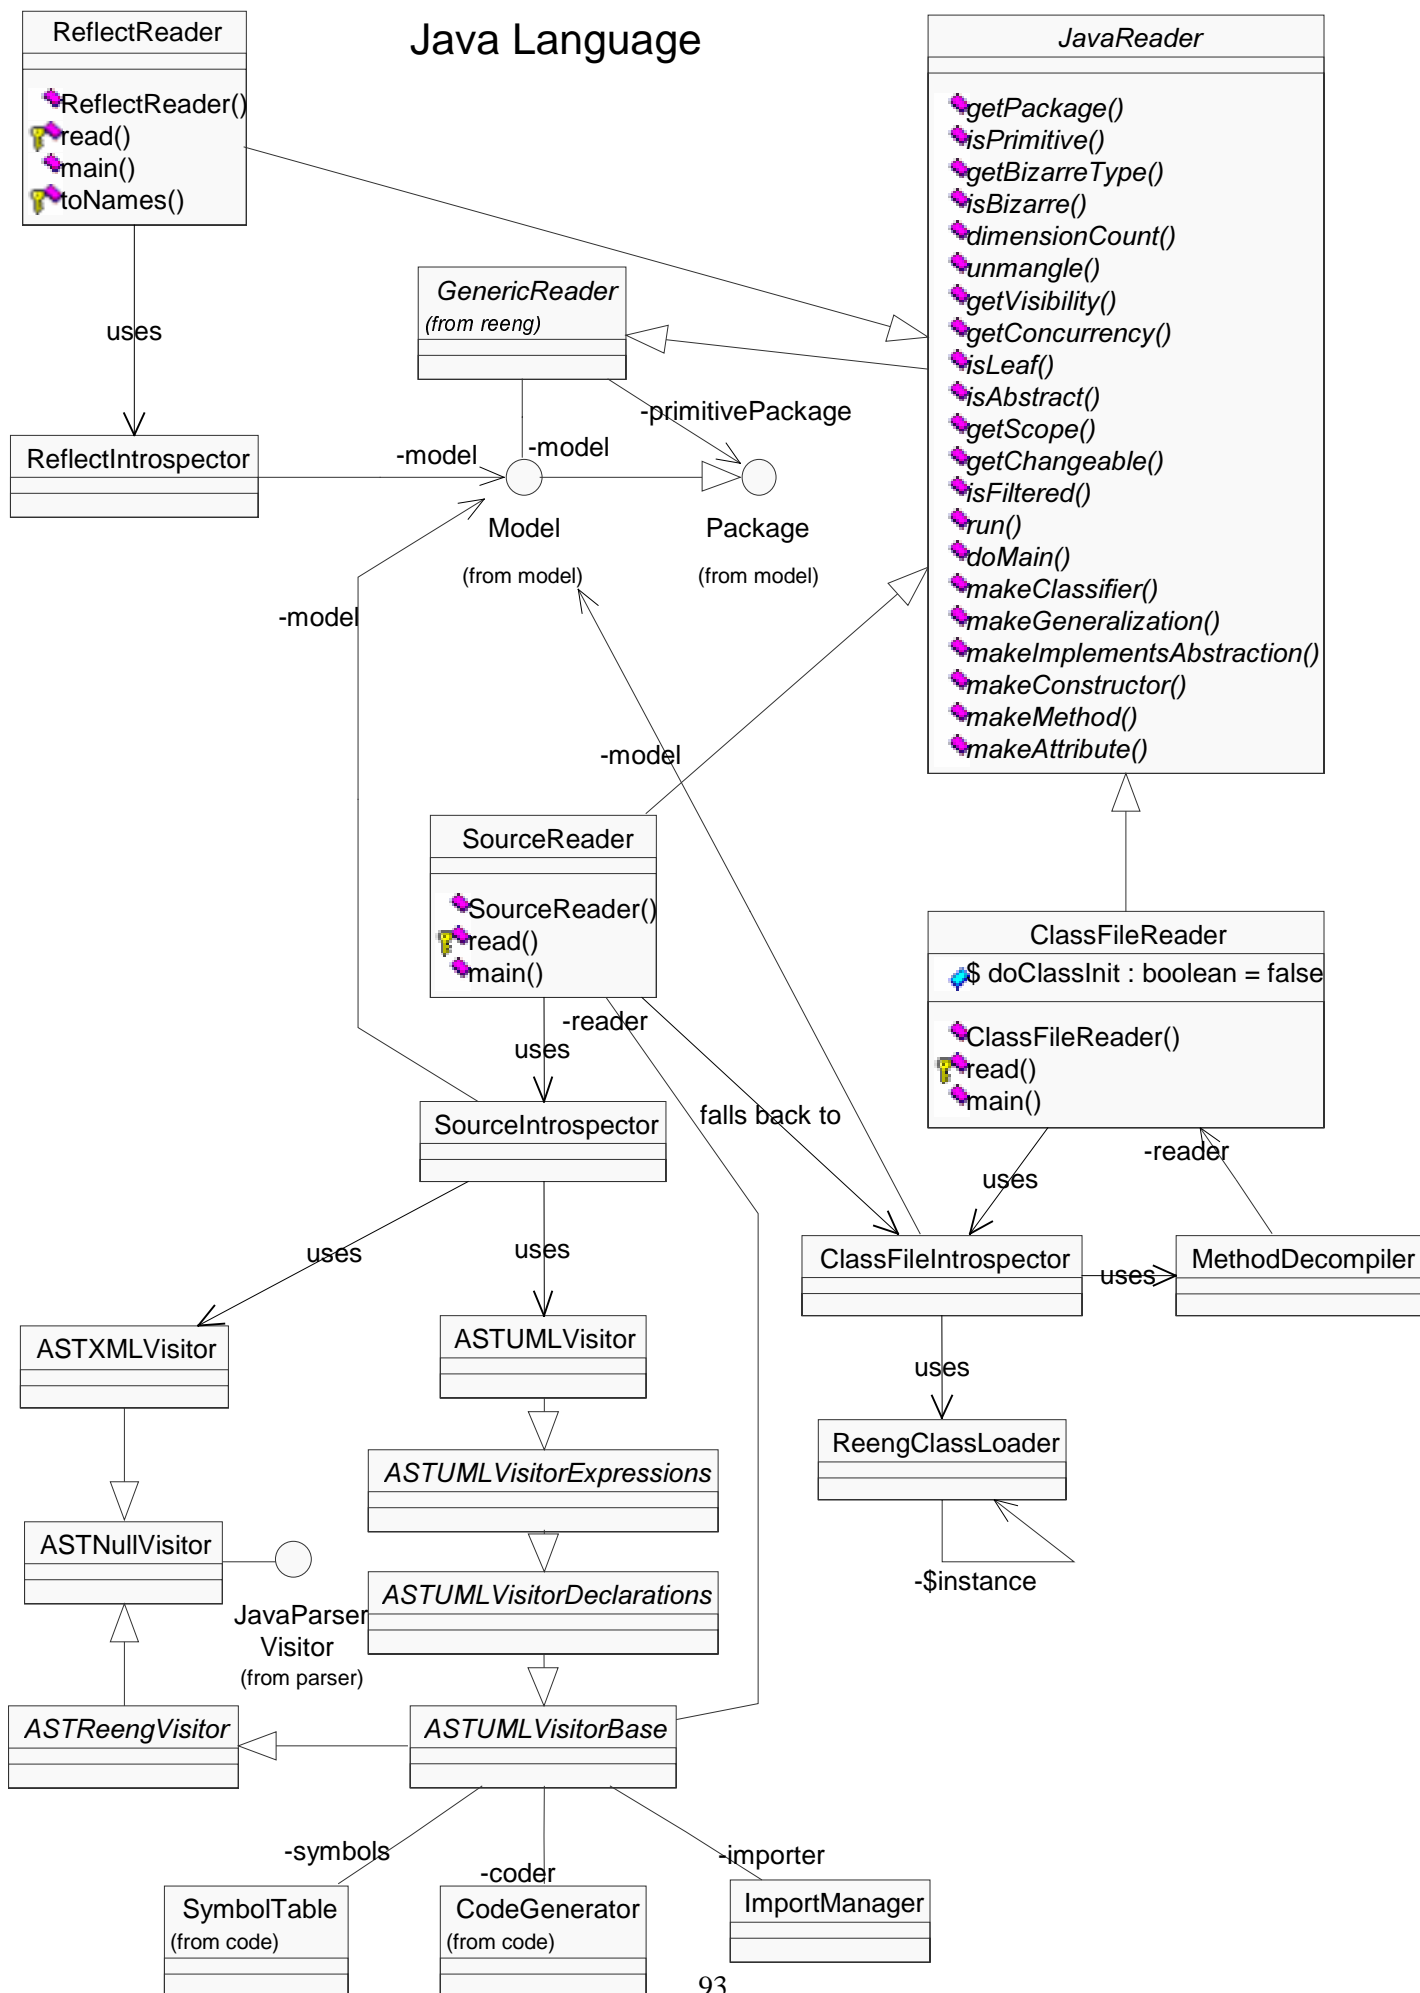 Java Language
ReflectReader
ReflectReader()
read()
main()
toNames()
JavaReader
getPackage()
isPrimitive()
getBizarreType()
isBizarre()
dimensionCount()
unmangle()
getVisibility()
getConcurrency()
isLeaf()
isAbstract()
getScope()
getChangeable()
isFiltered()
run()
doMain()
makeClassifier()
makeGeneralization()
makeImplementsAbstraction()
makeConstructor()
makeMethod()
makeAttribute()
GenericReader
(from reeng)
uses
-primitivePackage
ReflectIntrospector
-model
-model
Model
(from model)
Package
(from model)
-model
-model
SourceReader
SourceReader()
read()
main()
ClassFileReader
$ doClassInit : boolean = false
ClassFileReader()
read()
main()
-reader
uses
falls back to
SourceIntrospector
-reader
uses
uses
uses
ClassFileIntrospector
uses
MethodDecompiler
ASTXMLVisitor
ASTUMLVisitor
uses
ReengClassLoader
-$instance
ASTUMLVisitorExpressions
ASTNullVisitor
JavaParser
Visitor
(from parser)
ASTUMLVisitorDeclarations
ASTReengVisitor
ASTUMLVisitorBase
-symbols
-coder
-importer
SymbolTable
(from code)
CodeGenerator
(from code)
ImportManager
93